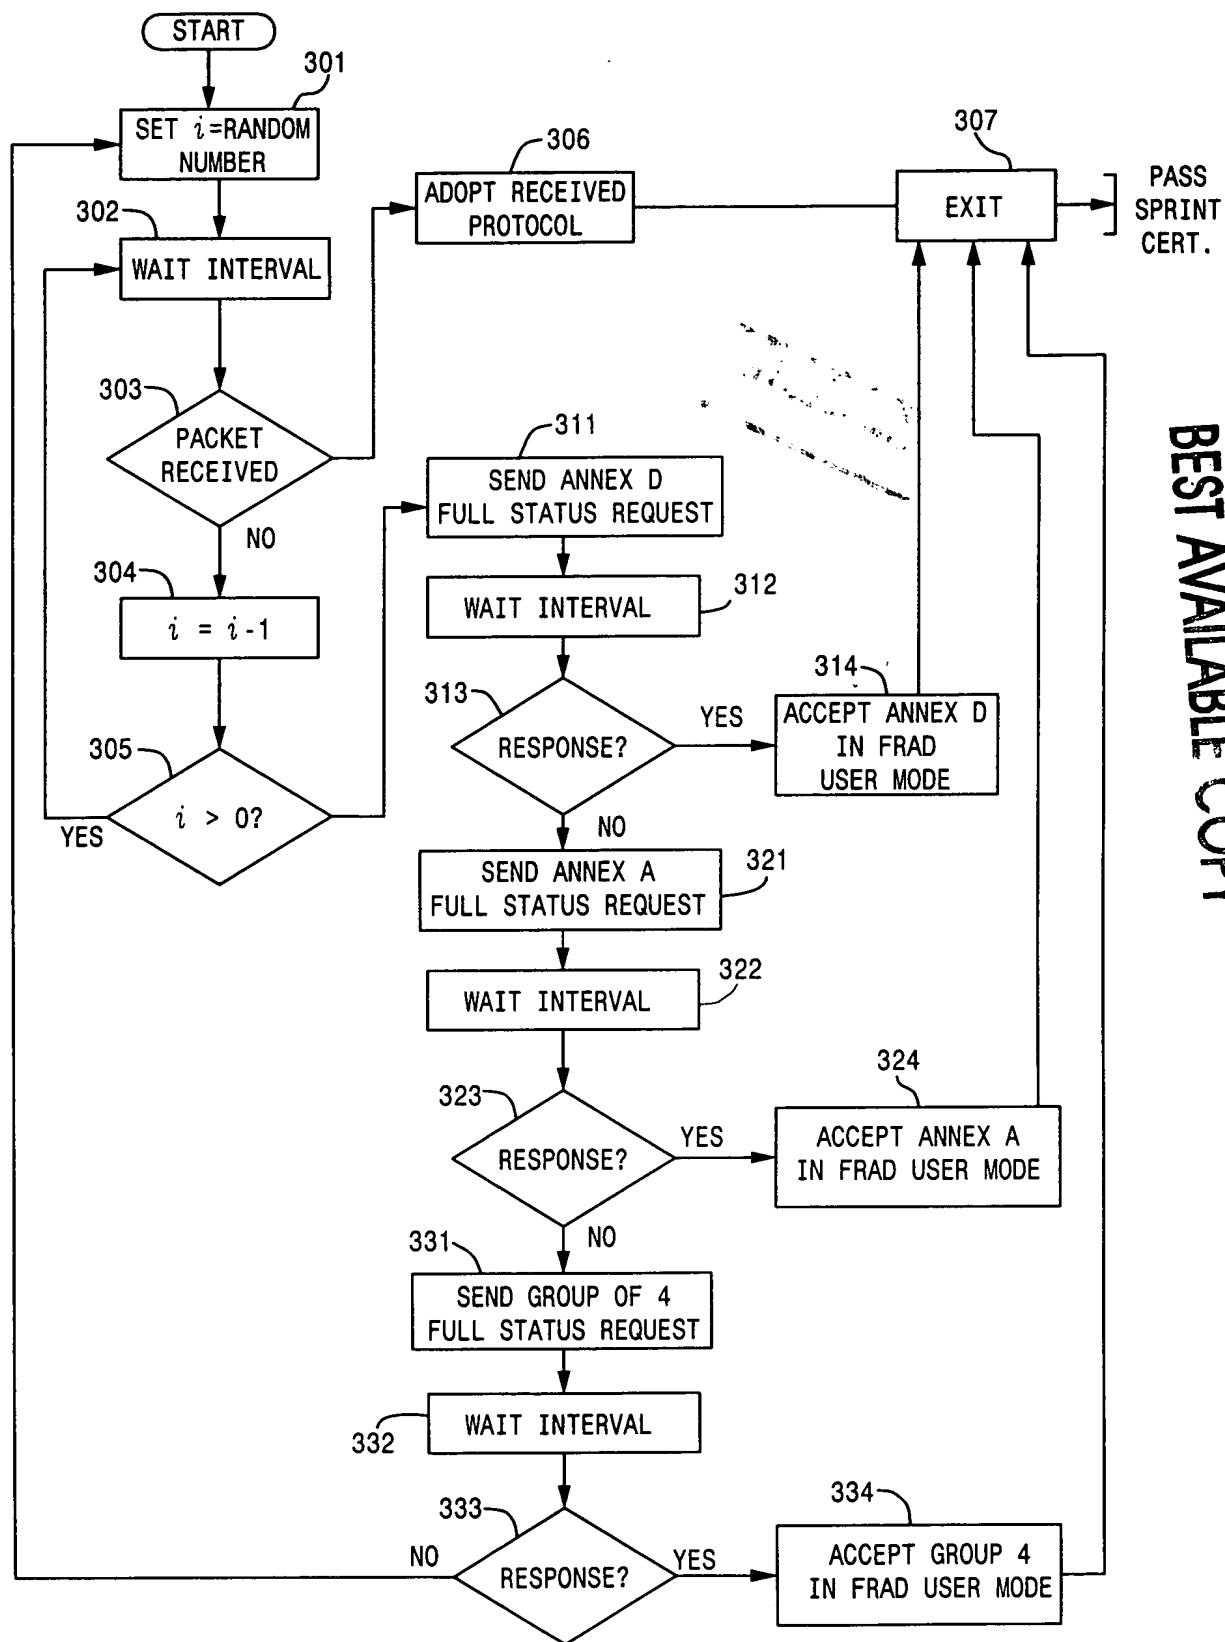 START
301
SET i=RANDOM
NUMBER
302
WAIT INTERVAL
303
PACKET
RECEIVED
NO
304
i = i-1
305
i > 0?
YES
306
ADOPT RECEIVED
PROTOCOL
307
EXIT
PASS
SPRINT
CERT.
311
SEND ANNEX D
FULL STATUS REQUEST
312
WAIT INTERVAL
313
RESPONSE?
YES
314
ACCEPT ANNEX D
IN FRAD
USER MODE
NO
321
SEND ANNEX A
FULL STATUS REQUEST
322
WAIT INTERVAL
323
RESPONSE?
YES
324
ACCEPT ANNEX A
IN FRAD USER MODE
NO
331
SEND GROUP OF 4
FULL STATUS REQUEST
332
WAIT INTERVAL
333
NO
RESPONSE?
YES
334
ACCEPT GROUP 4
IN FRAD USER MODE
BEST AVAILABLE COPY